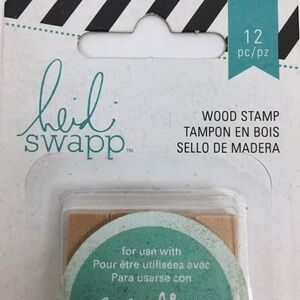 12
pc/pz
heidi
swapp™
WOOD STAMP
TAMPON EN BOIS
SELLO DE MADERA
for use with
Pour être utilisées avec
Para usarse con